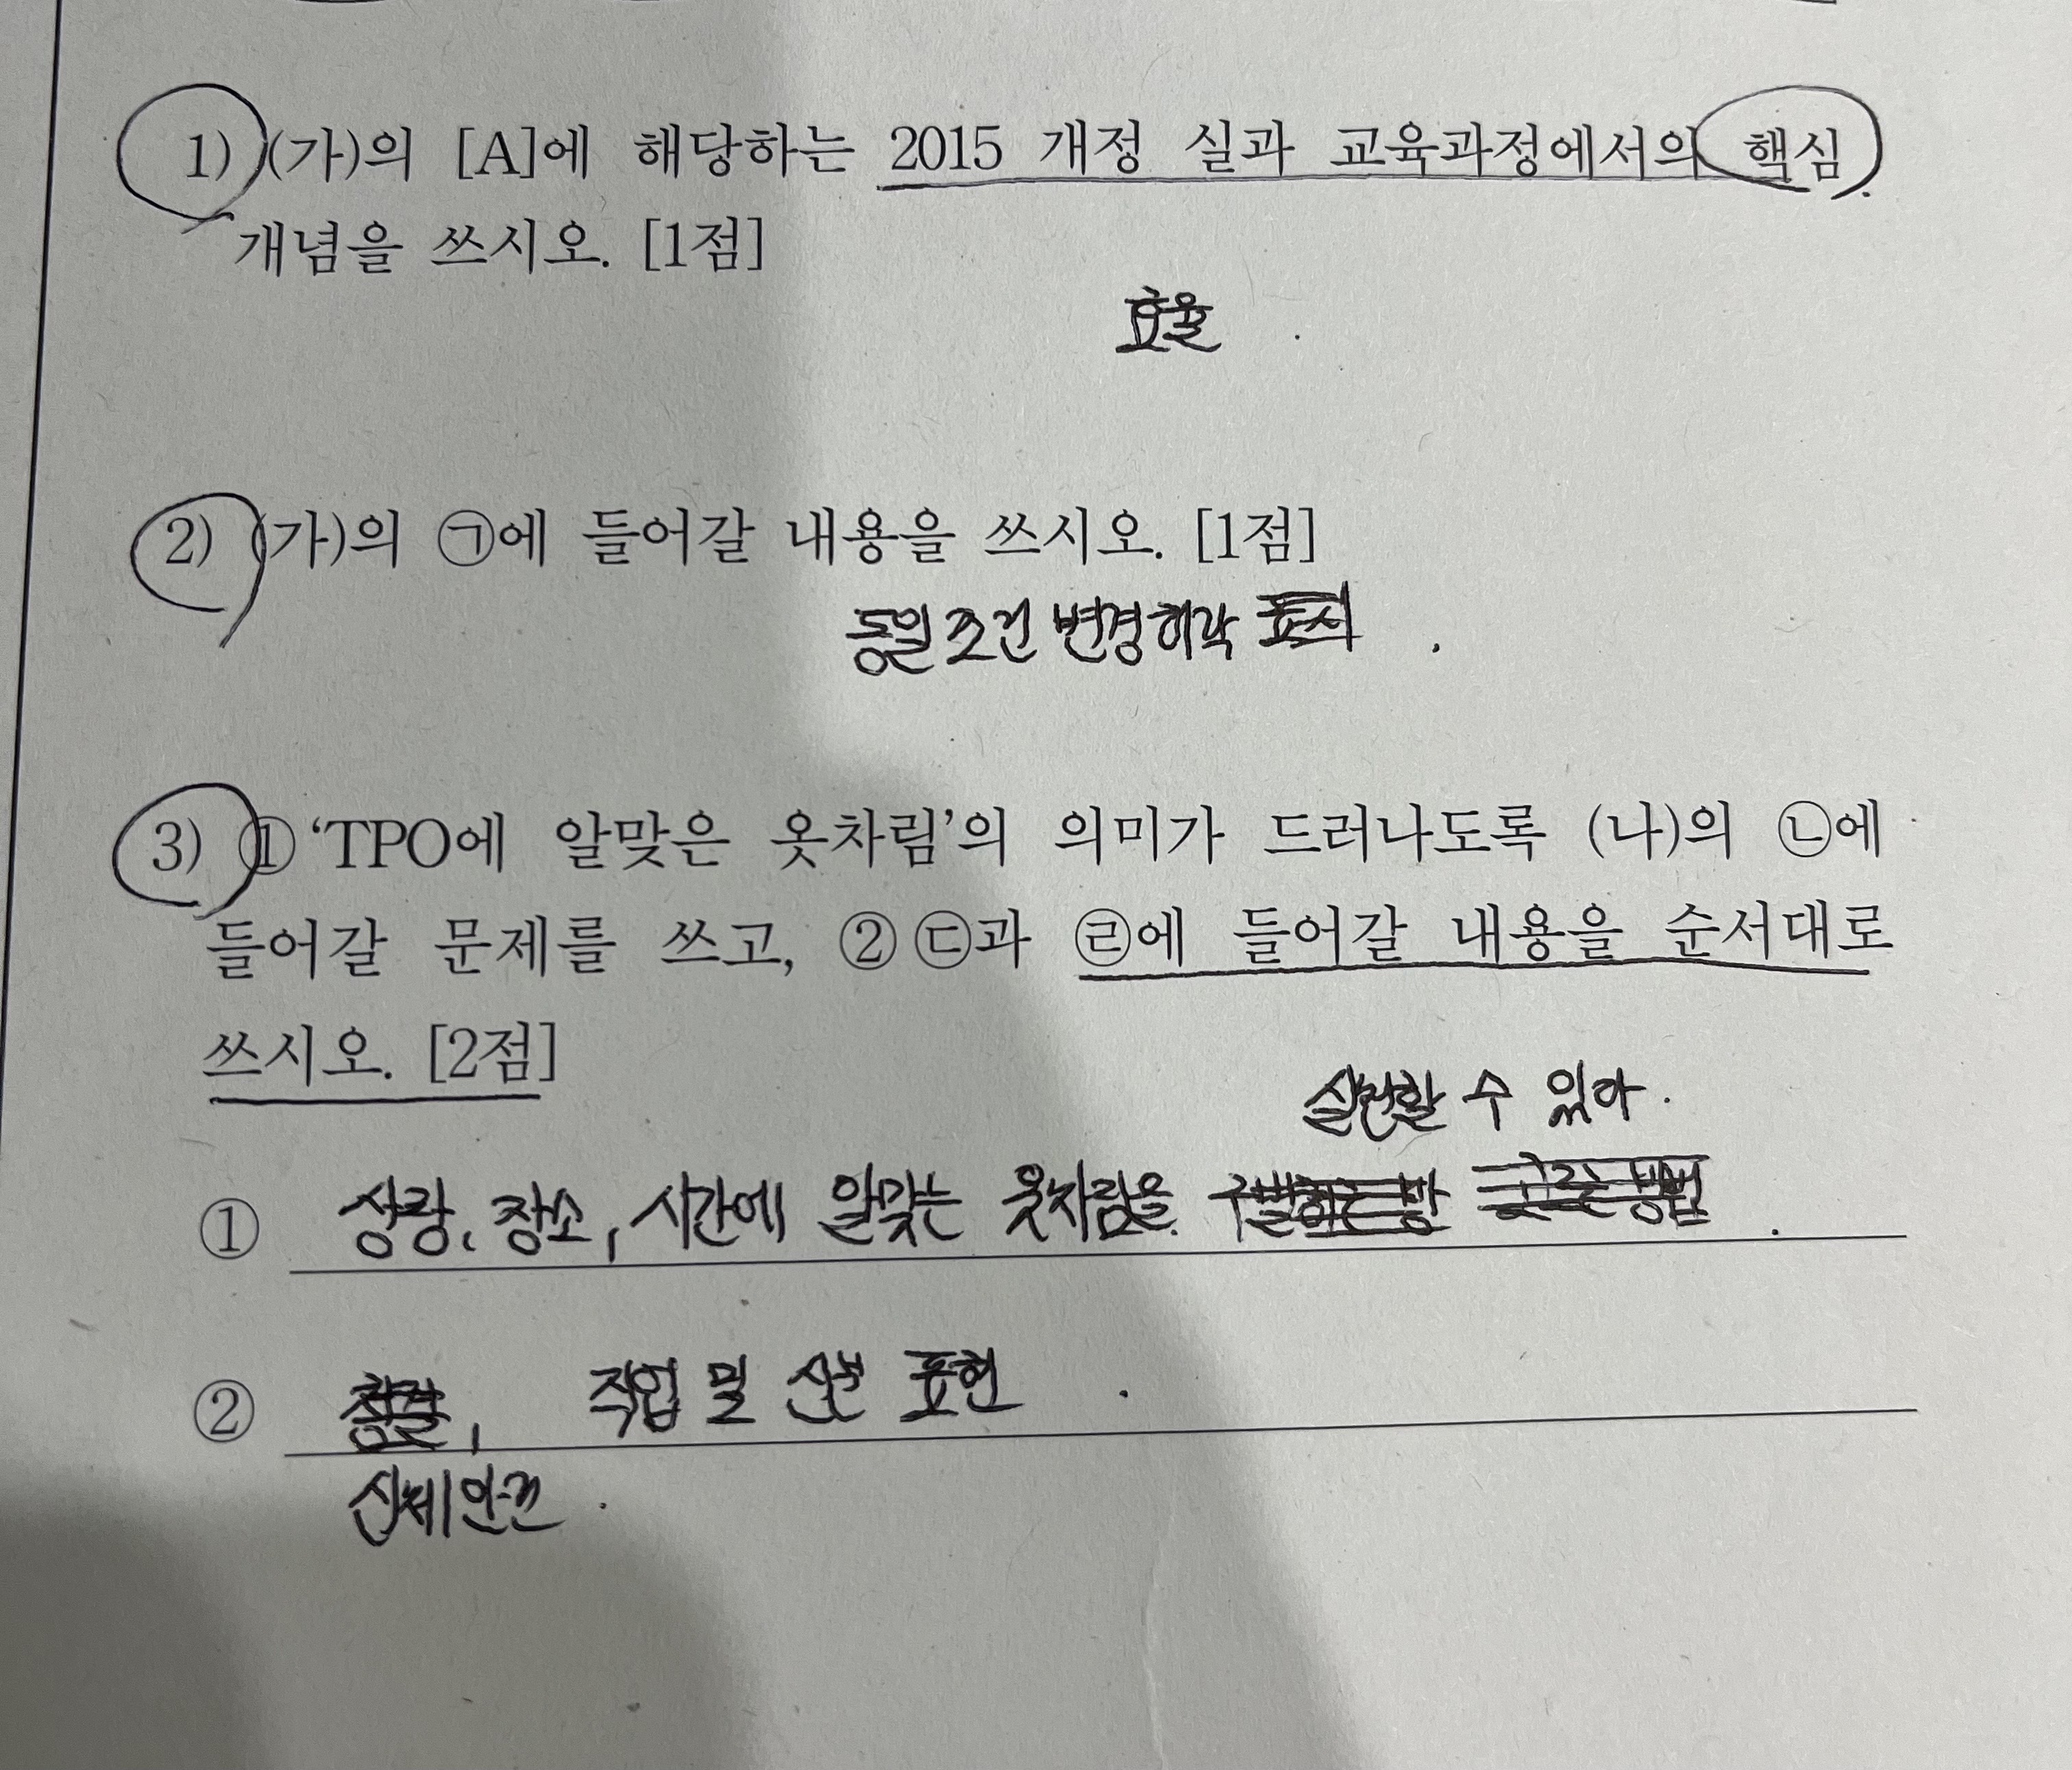 1) (가)의 [A]에 해당하는 2015 개정 실과 교육과정에서의 핵심
개념을 쓰시오. [1점]
효율
2) (가)의 ㉠에 들어갈 내용을 쓰시오. [1점]
동일 조건 변경허락
3) ① ‘TPO에 알맞은 옷차림’의 의미가 드러나도록 (나)의 ㉡에
들어갈 문제를 쓰고, ② ㉢과 ㉣에 들어갈 내용을 순서대로
쓰시오. [2점]
실천할 수 있다.
① 상황, 장소, 시간에 알맞는 옷차림을
② , 직업 및 신분 표현
신체 안전